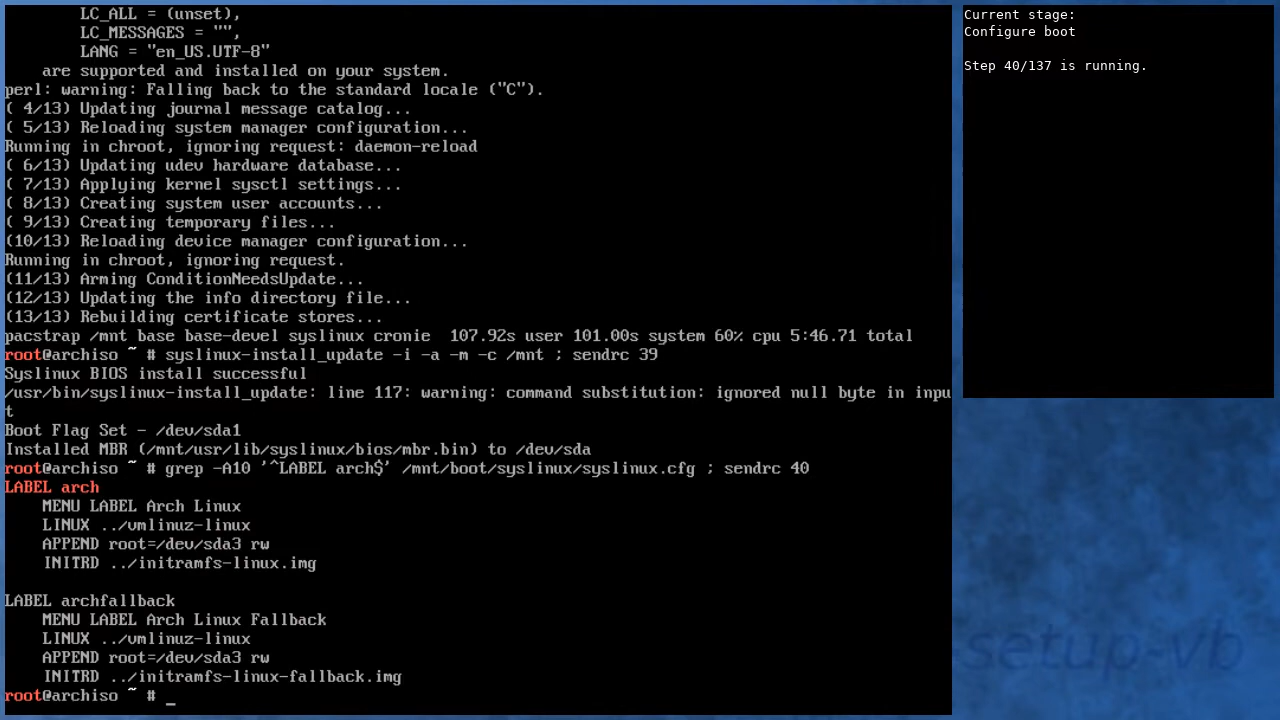 LC_ALL = (unset),
LC_MESSAGES = "",
LANG = "en_US.UTF-8"
are supported and installed on your system.
perl: warning: Falling back to the standard locale ("C").
( 4/13) Updating journal message catalog...
( 5/13) Reloading system manager configuration...
Running in chroot, ignoring request: daemon-reload
( 6/13) Updating udev hardware database...
( 7/13) Applying kernel sysctl settings...
( 8/13) Creating system user accounts...
( 9/13) Creating temporary files...
(10/13) Reloading device manager configuration...
Running in chroot, ignoring request.
(11/13) Arming ConditionNeedsUpdate...
(12/13) Updating the info directory file...
(13/13) Rebuilding certificate stores...
pacstrap /mnt base base-devel syslinux cronie  107.92s user 101.00s system 60% cpu 5:46.71 total
root@archiso ~ # syslinux-install_update -i -a -m -c /mnt ; sendrc 39
Syslinux BIOS install successful
/usr/bin/syslinux-install_update: line 117: warning: command substitution: ignored null byte in inpu
t
Boot Flag Set - /dev/sda1
Installed MBR (/mnt/usr/lib/syslinux/bios/mbr.bin) to /dev/sda
root@archiso ~ # grep -A10 '^LABEL arch$' /mnt/boot/syslinux/syslinux.cfg ; sendrc 40
LABEL arch
MENU LABEL Arch Linux
LINUX ../vmlinuz-linux
APPEND root=/dev/sda3 rw
INITRD ../initramfs-linux.img
LABEL archfallback
MENU LABEL Arch Linux Fallback
LINUX ../vmlinuz-linux
APPEND root=/dev/sda3 rw
INITRD ../initramfs-linux-fallback.img
root@archiso ~ # _
Current stage:
Configure boot
Step 40/137 is running.
setup-vb